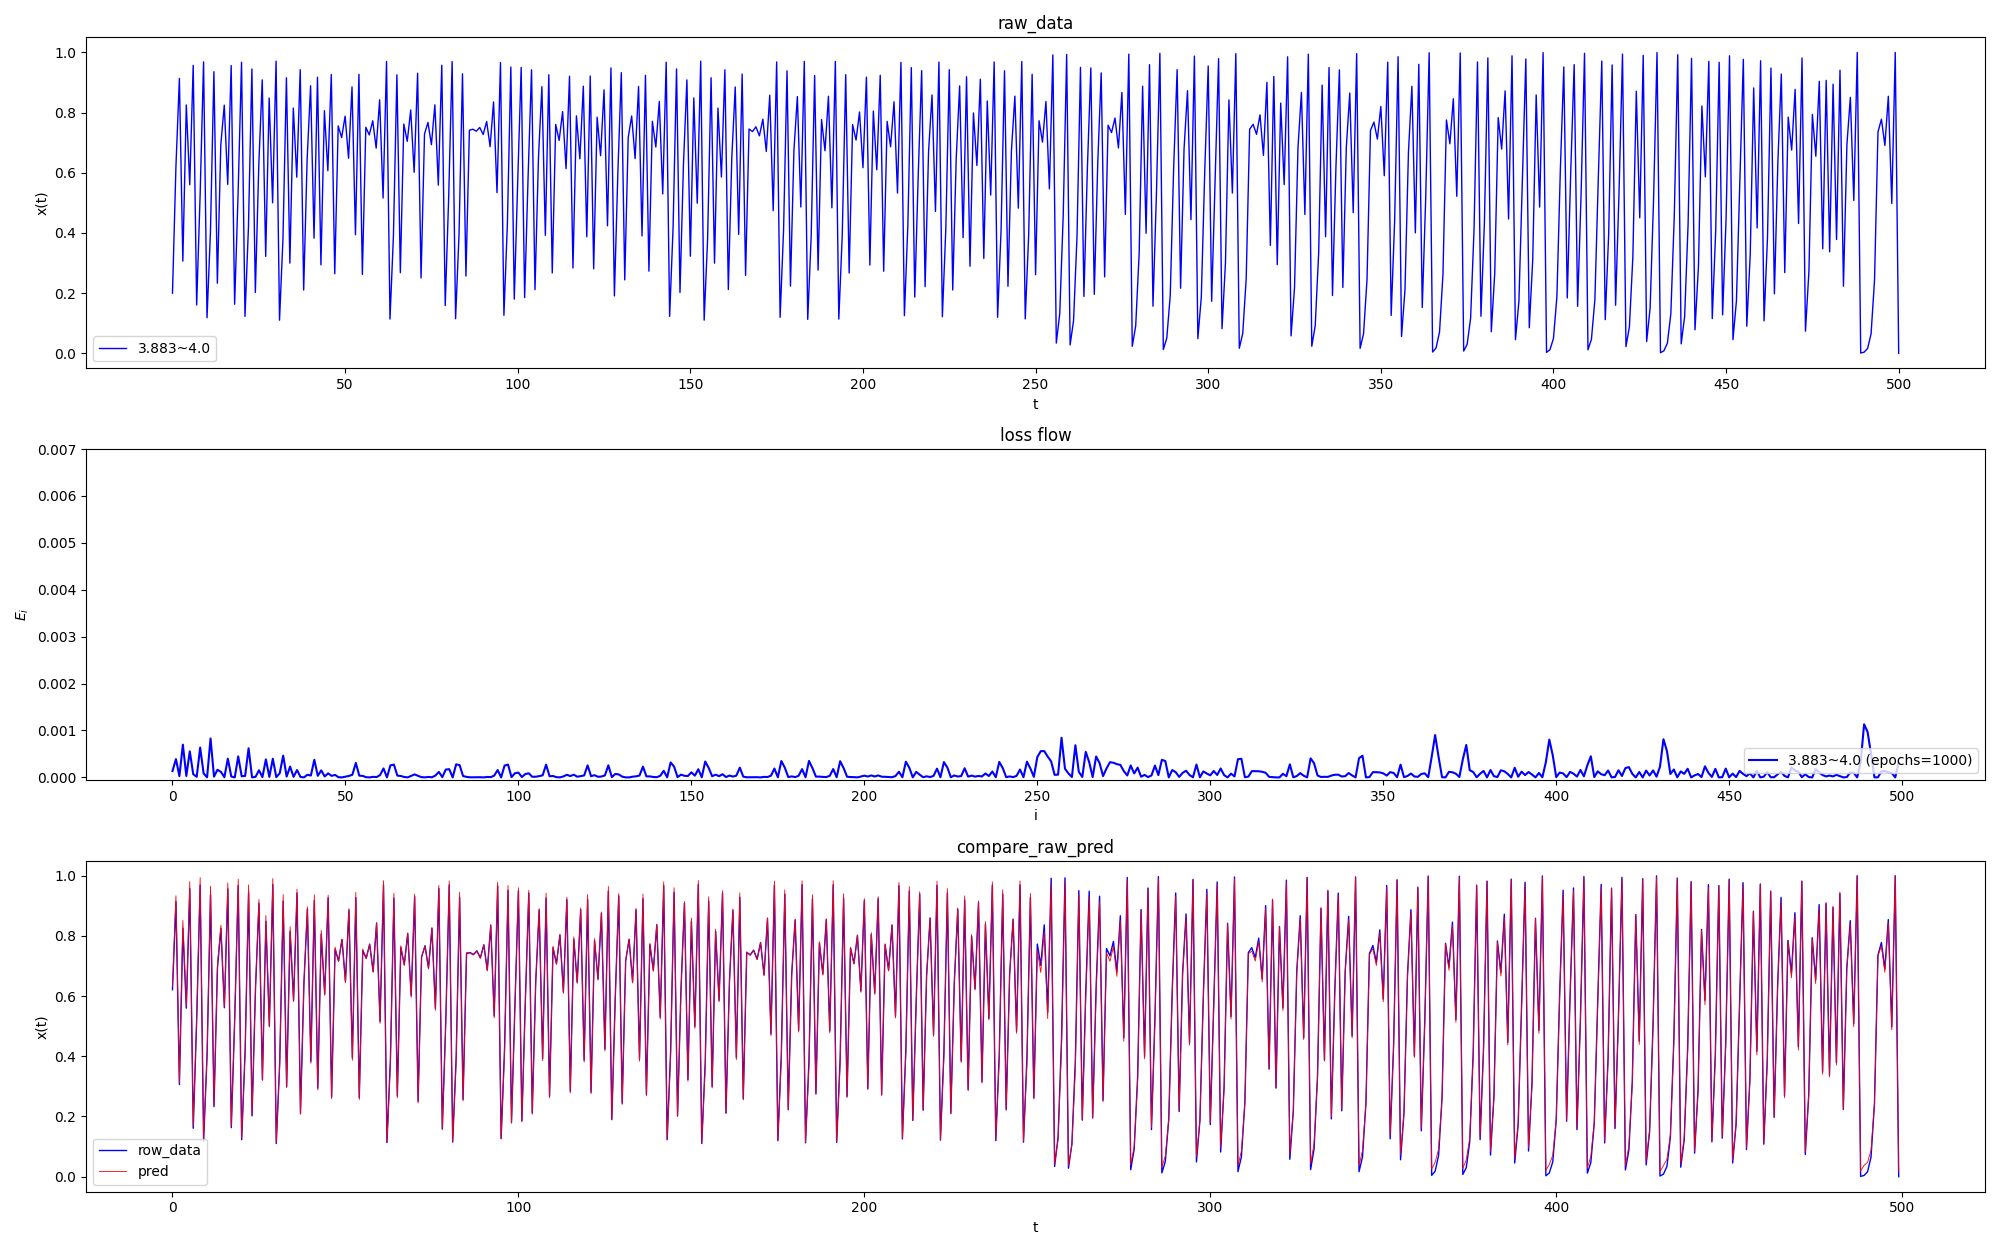 raw_data
1.0
0.8
0.6
0.4
0.2
0.0
x(t)
3.883~4.0
50 100 150 200 250 300 350 400 450 500
t
loss flow
0.007
0.006
0.005
0.004
0.003
0.002
0.001
0.000
E_i
3.883~4.0 (epochs=1000)
0 50 100 150 200 250 300 350 400 450 500
i
compare_raw_pred
1.0
0.8
0.6
0.4
0.2
0.0
x(t)
row_data
pred
0 100 200 300 400 500
t